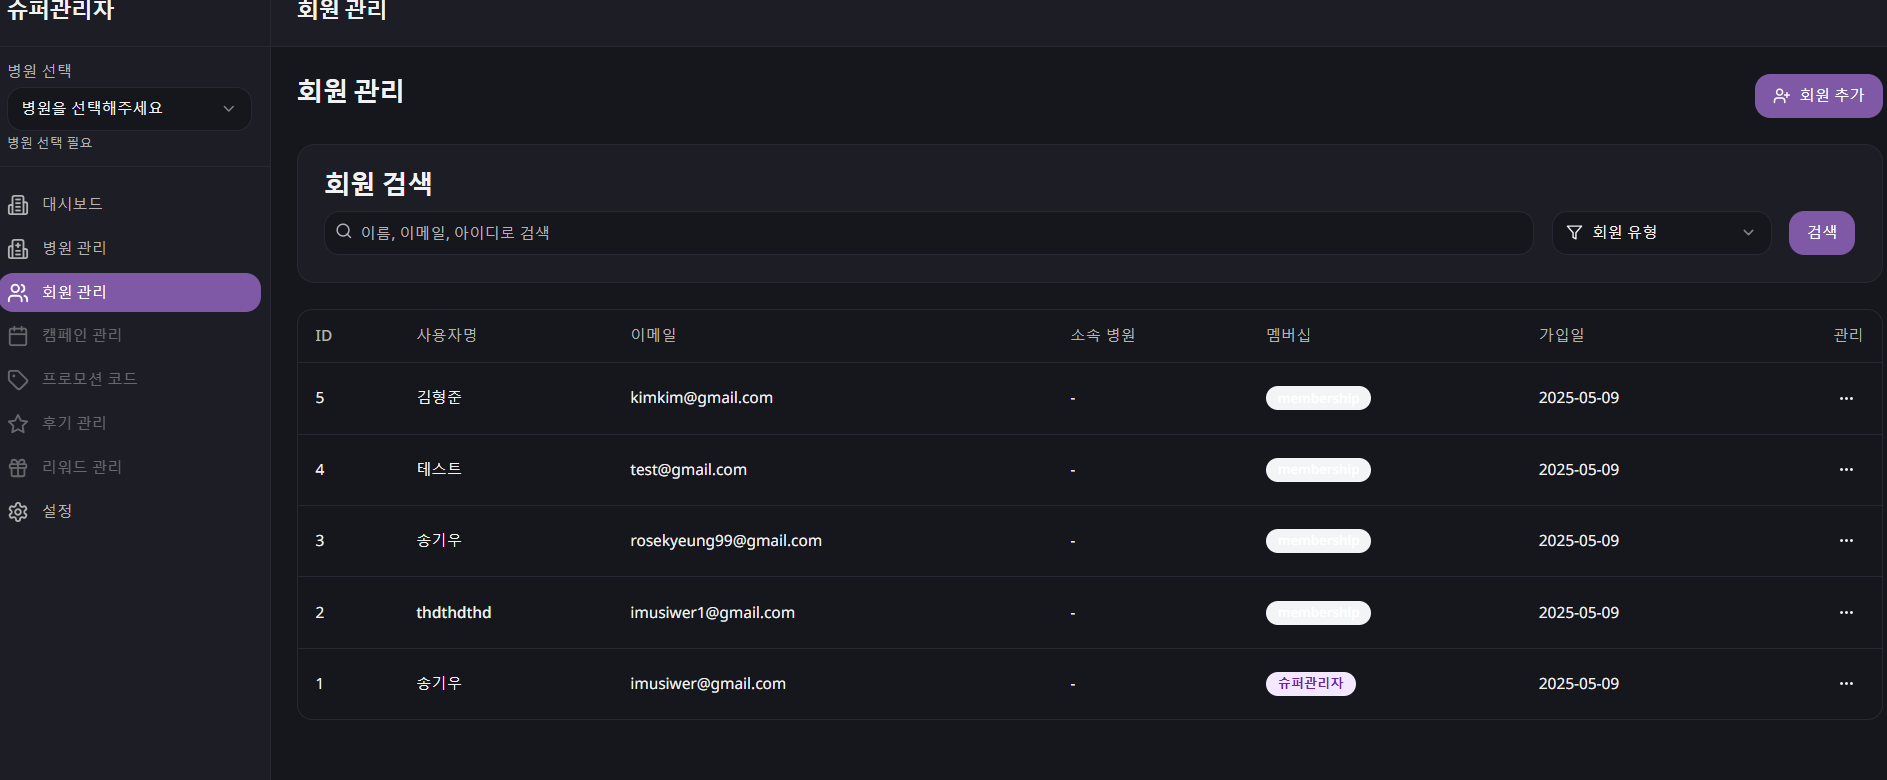 슈퍼관리자
회원 관리
병원 선택
병원을 선택해주세요
병원 선택 필요
대시보드
병원 관리
회원 관리
캠페인 관리
프로모션 코드
후기 관리
리워드 관리
설정
회원 관리
회원 추가
회원 검색
이름, 이메일, 아이디로 검색
회원 유형
검색
ID 사용자명 이메일 소속 병원 멤버십 가입일 관리
5 김형준 kimkim@gmail.com - membership 2025-05-09 ...
4 테스트 test@gmail.com - membership 2025-05-09 ...
3 송기우 rosekyeung99@gmail.com - membership 2025-05-09 ...
2 thdthdthd imusiwer1@gmail.com - membership 2025-05-09 ...
1 송기우 imusiwer@gmail.com - 슈퍼관리자 2025-05-09 ...